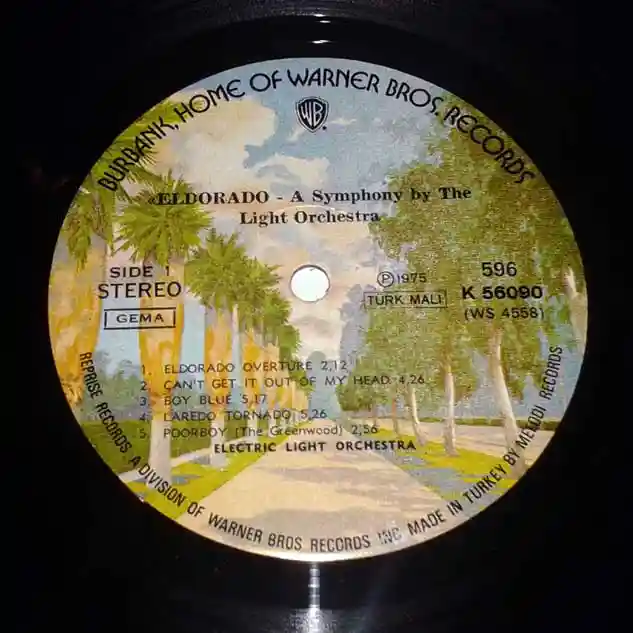 BURBANK, HOME OF WARNER BROS. RECORDS
WB
«ELDORADO - A Symphony by The
Light Orchestra
SIDE 1
STEREO
GEMA
℗1975
TÜRK MALI
596
K 56090
(WS 4558)
1. ELDORADO OVERTURE 2,12
2. CAN'T GET IT OUT OF MY HEAD 4,26
3. BOY BLUE 5,17
4. LAREDO TORNADO 5,26
5. POORBOY (The Greenwood) 2,56
ELECTRIC LIGHT ORCHESTRA
REPRISE RECORDS A DIVISION OF WARNER BROS RECORDS INC MADE IN TURKEY BY MELODI RECORDS